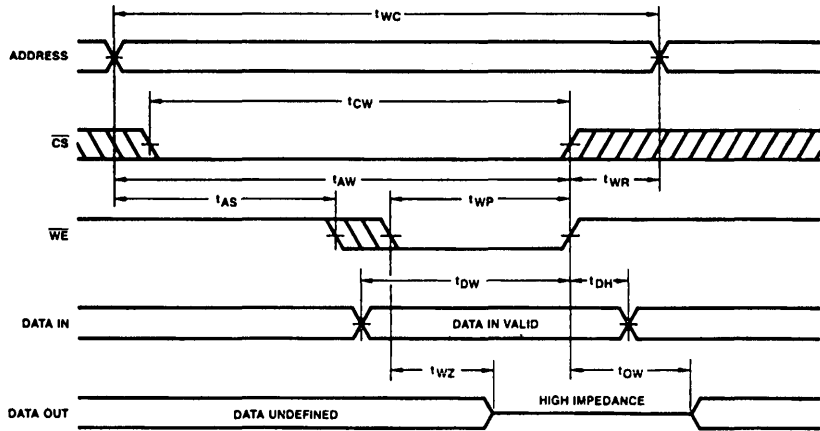 tWC
ADDRESS
tCW
CS
tAW
tWR
tAS
tWP
WE
tDW
tDH
DATA IN
DATA IN VALID
tWZ
tOW
HIGH IMPEDANCE
DATA OUT
DATA UNDEFINED